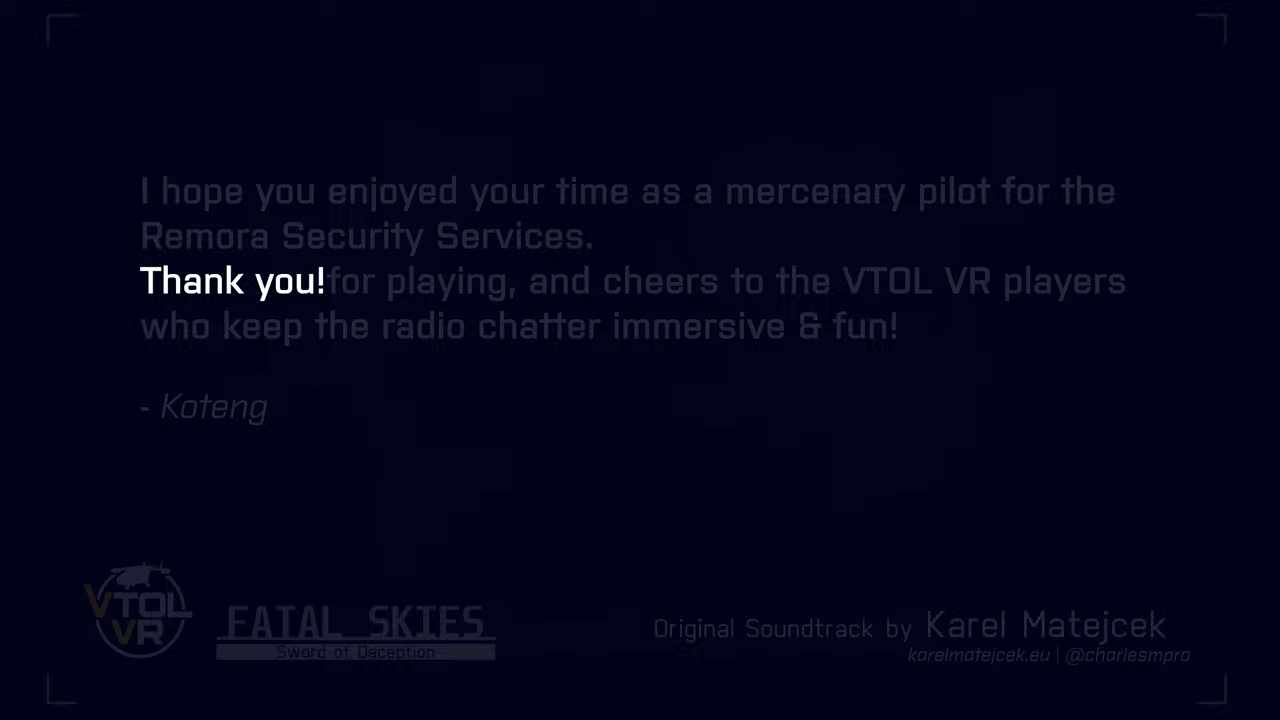 I hope you enjoyed your time as a mercenary pilot for the
Remora Security Services.
Thank you! for playing, and cheers to the VTOL VR players
who keep the radio chatter immersive & fun!
- Koteng
VTOL
VR
FATAL SKIES
Sword of Deception
Original Soundtrack by Karel Matejcek
karelmatejcek.eu | @charlesmpro